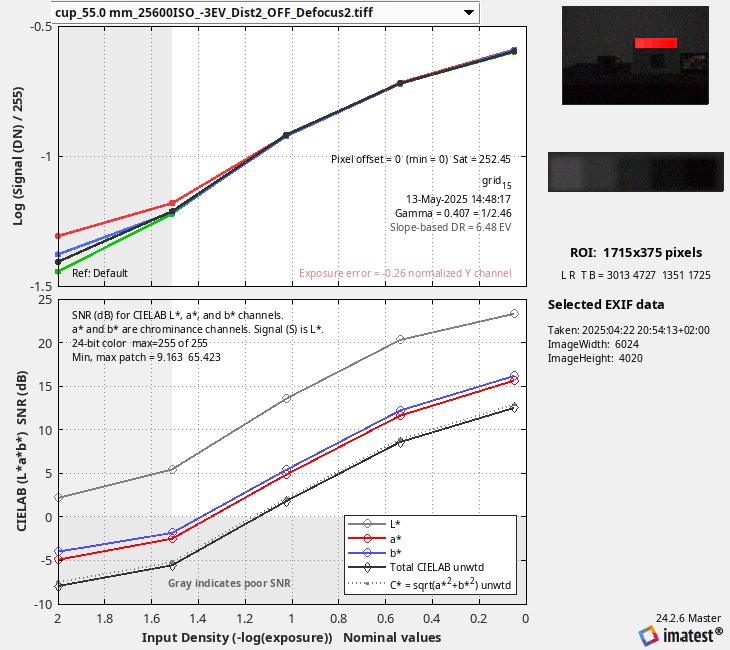 cup_55.0 mm_25600ISO_-3EV_Dist2_OFF_Defocus2.tiff
-0.5
-1
-1.5
Log (Signal (DN) / 255)
Pixel offset = 0 (min = 0) Sat = 252.45
grid15
13-May-2025 14:48:17
Gamma = 0.407 = 1/2.46
Slope-based DR = 6.48 EV
Ref: Default
Exposure error = -0.26 normalized Y channel
ROI: 1715x375 pixels
L R T B = 3013 4727 1351 1725
Selected EXIF data
Taken: 2025:04:22 20:54:13+02:00
ImageWidth: 6024
ImageHeight: 4020
25
20
15
10
5
0
-5
-10
CIELAB (L*a*b*) SNR (dB)
SNR (dB) for CIELAB L*, a*, and b* channels.
a* and b* are chrominance channels. Signal (S) is L*.
24-bit color max=255 of 255
Min, max patch = 9.163 65.423
Gray indicates poor SNR
L*
a*
b*
Total CIELAB unwtd
C* = sqrt(a*2+b*2) unwtd
2 1.8 1.6 1.4 1.2 1 0.8 0.6 0.4 0.2 0
Input Density (-log(exposure)) Nominal values
24.2.6 Master
imatest®